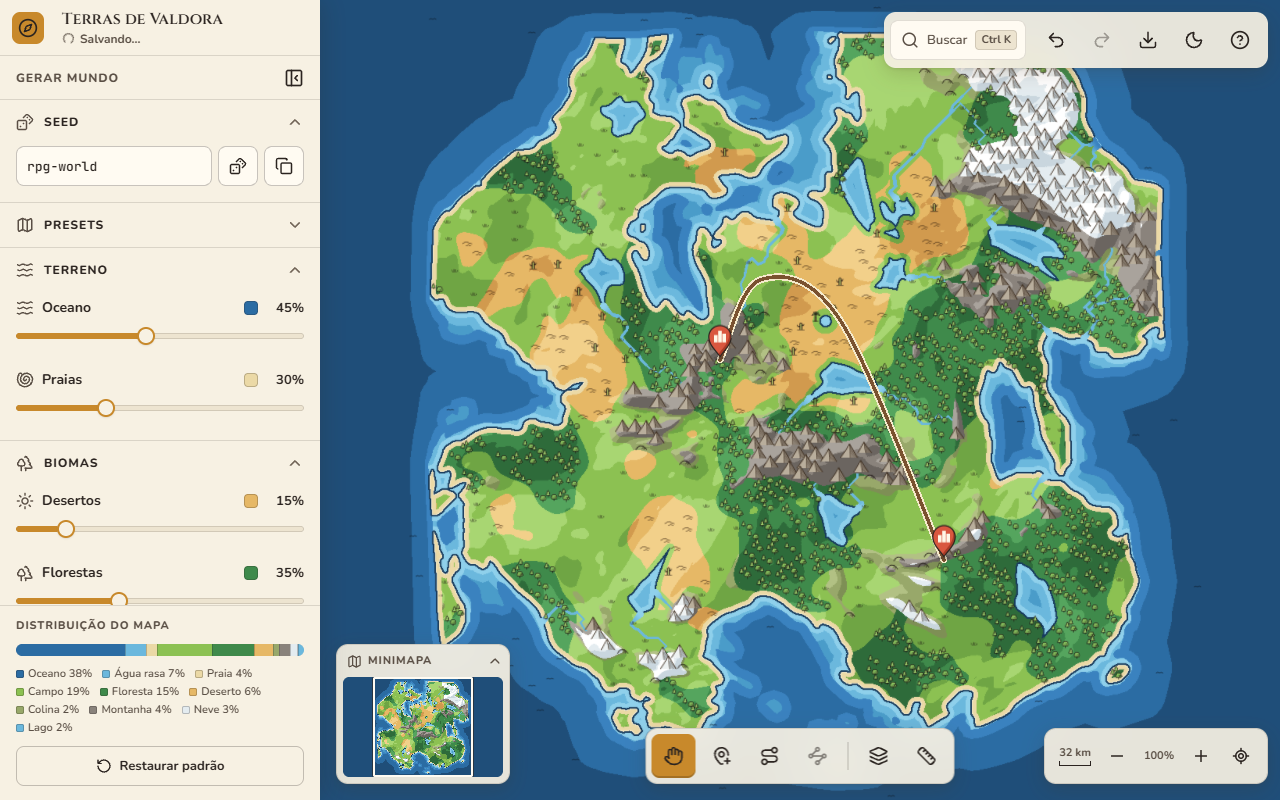 Terras de Valdora
Salvando...
GERAR MUNDO
SEED
rpg-world
PRESETS
TERRENO
Oceano 45%
Praias 30%
BIOMAS
Desertos 15%
Florestas 35%
DISTRIBUIÇÃO DO MAPA
Oceano 38% Água rasa 7% Praia 4%
Campo 19% Floresta 15% Deserto 6%
Colina 2% Montanha 4% Neve 3%
Lago 2%
Restaurar padrão
Buscar Ctrl K
MINIMAPA
32 km 100%